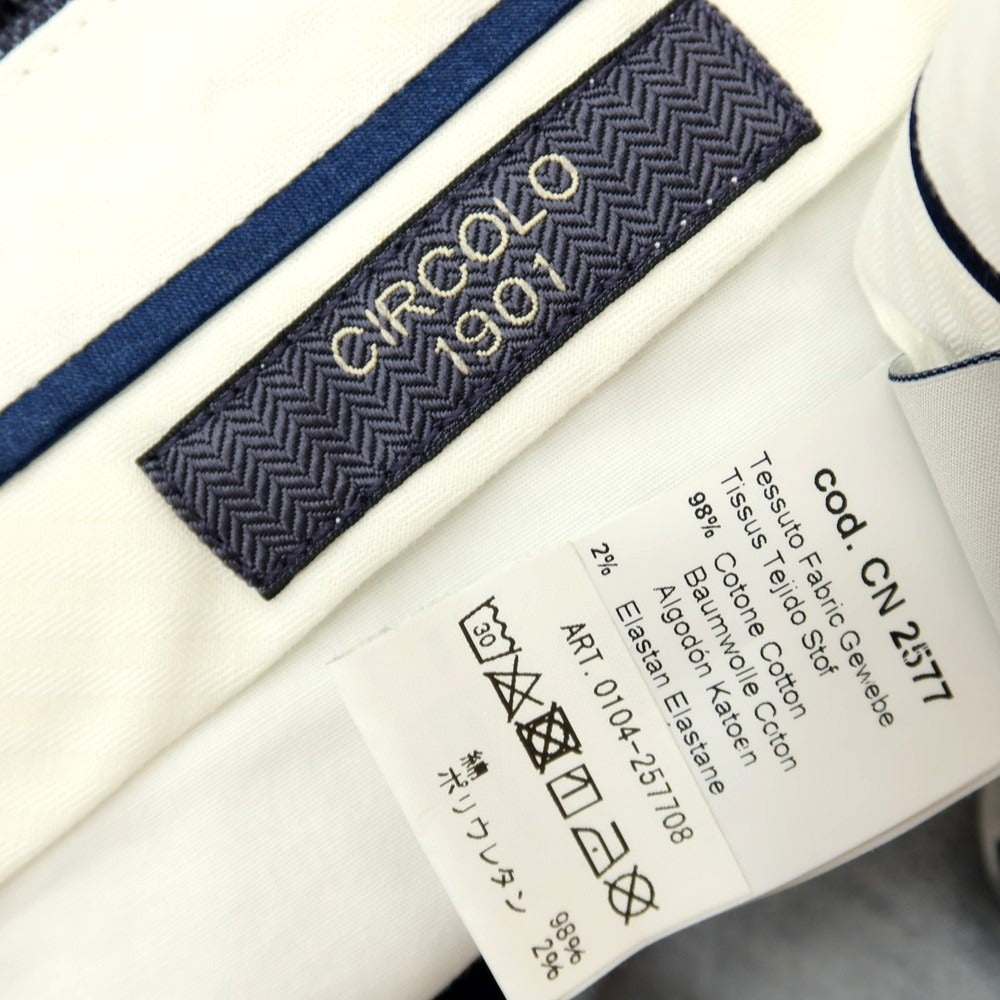 CIRCOLO
1901
cod. CN 2577
Tessuto Fabric Gewebe
Tissus Tejido Stof
98% Cotone Cotton
Baumwolle Coton
Algodón Katoen
2% Elastan Elastane
ART. 0104-257708
30
綿 98%
ポリウレタン 2%